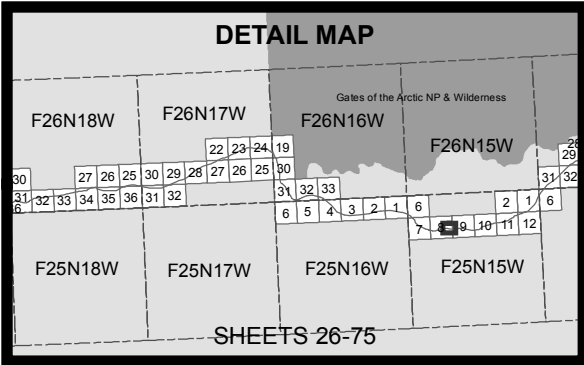 DETAIL MAP
Gates of the Arctic NP & Wilderness
F26N18W F26N17W F26N16W F26N15W
22 23 24 19 28
30 27 26 25 30 29 28 27 26 25 30 29
31 32 33 34 35 36 31 32 31 32 33 31 32
6 6 5 4 3 2 1 6 2 1 6
7 8 9 10 11 12
F25N18W F25N17W F25N16W F25N15W
SHEETS 26-75